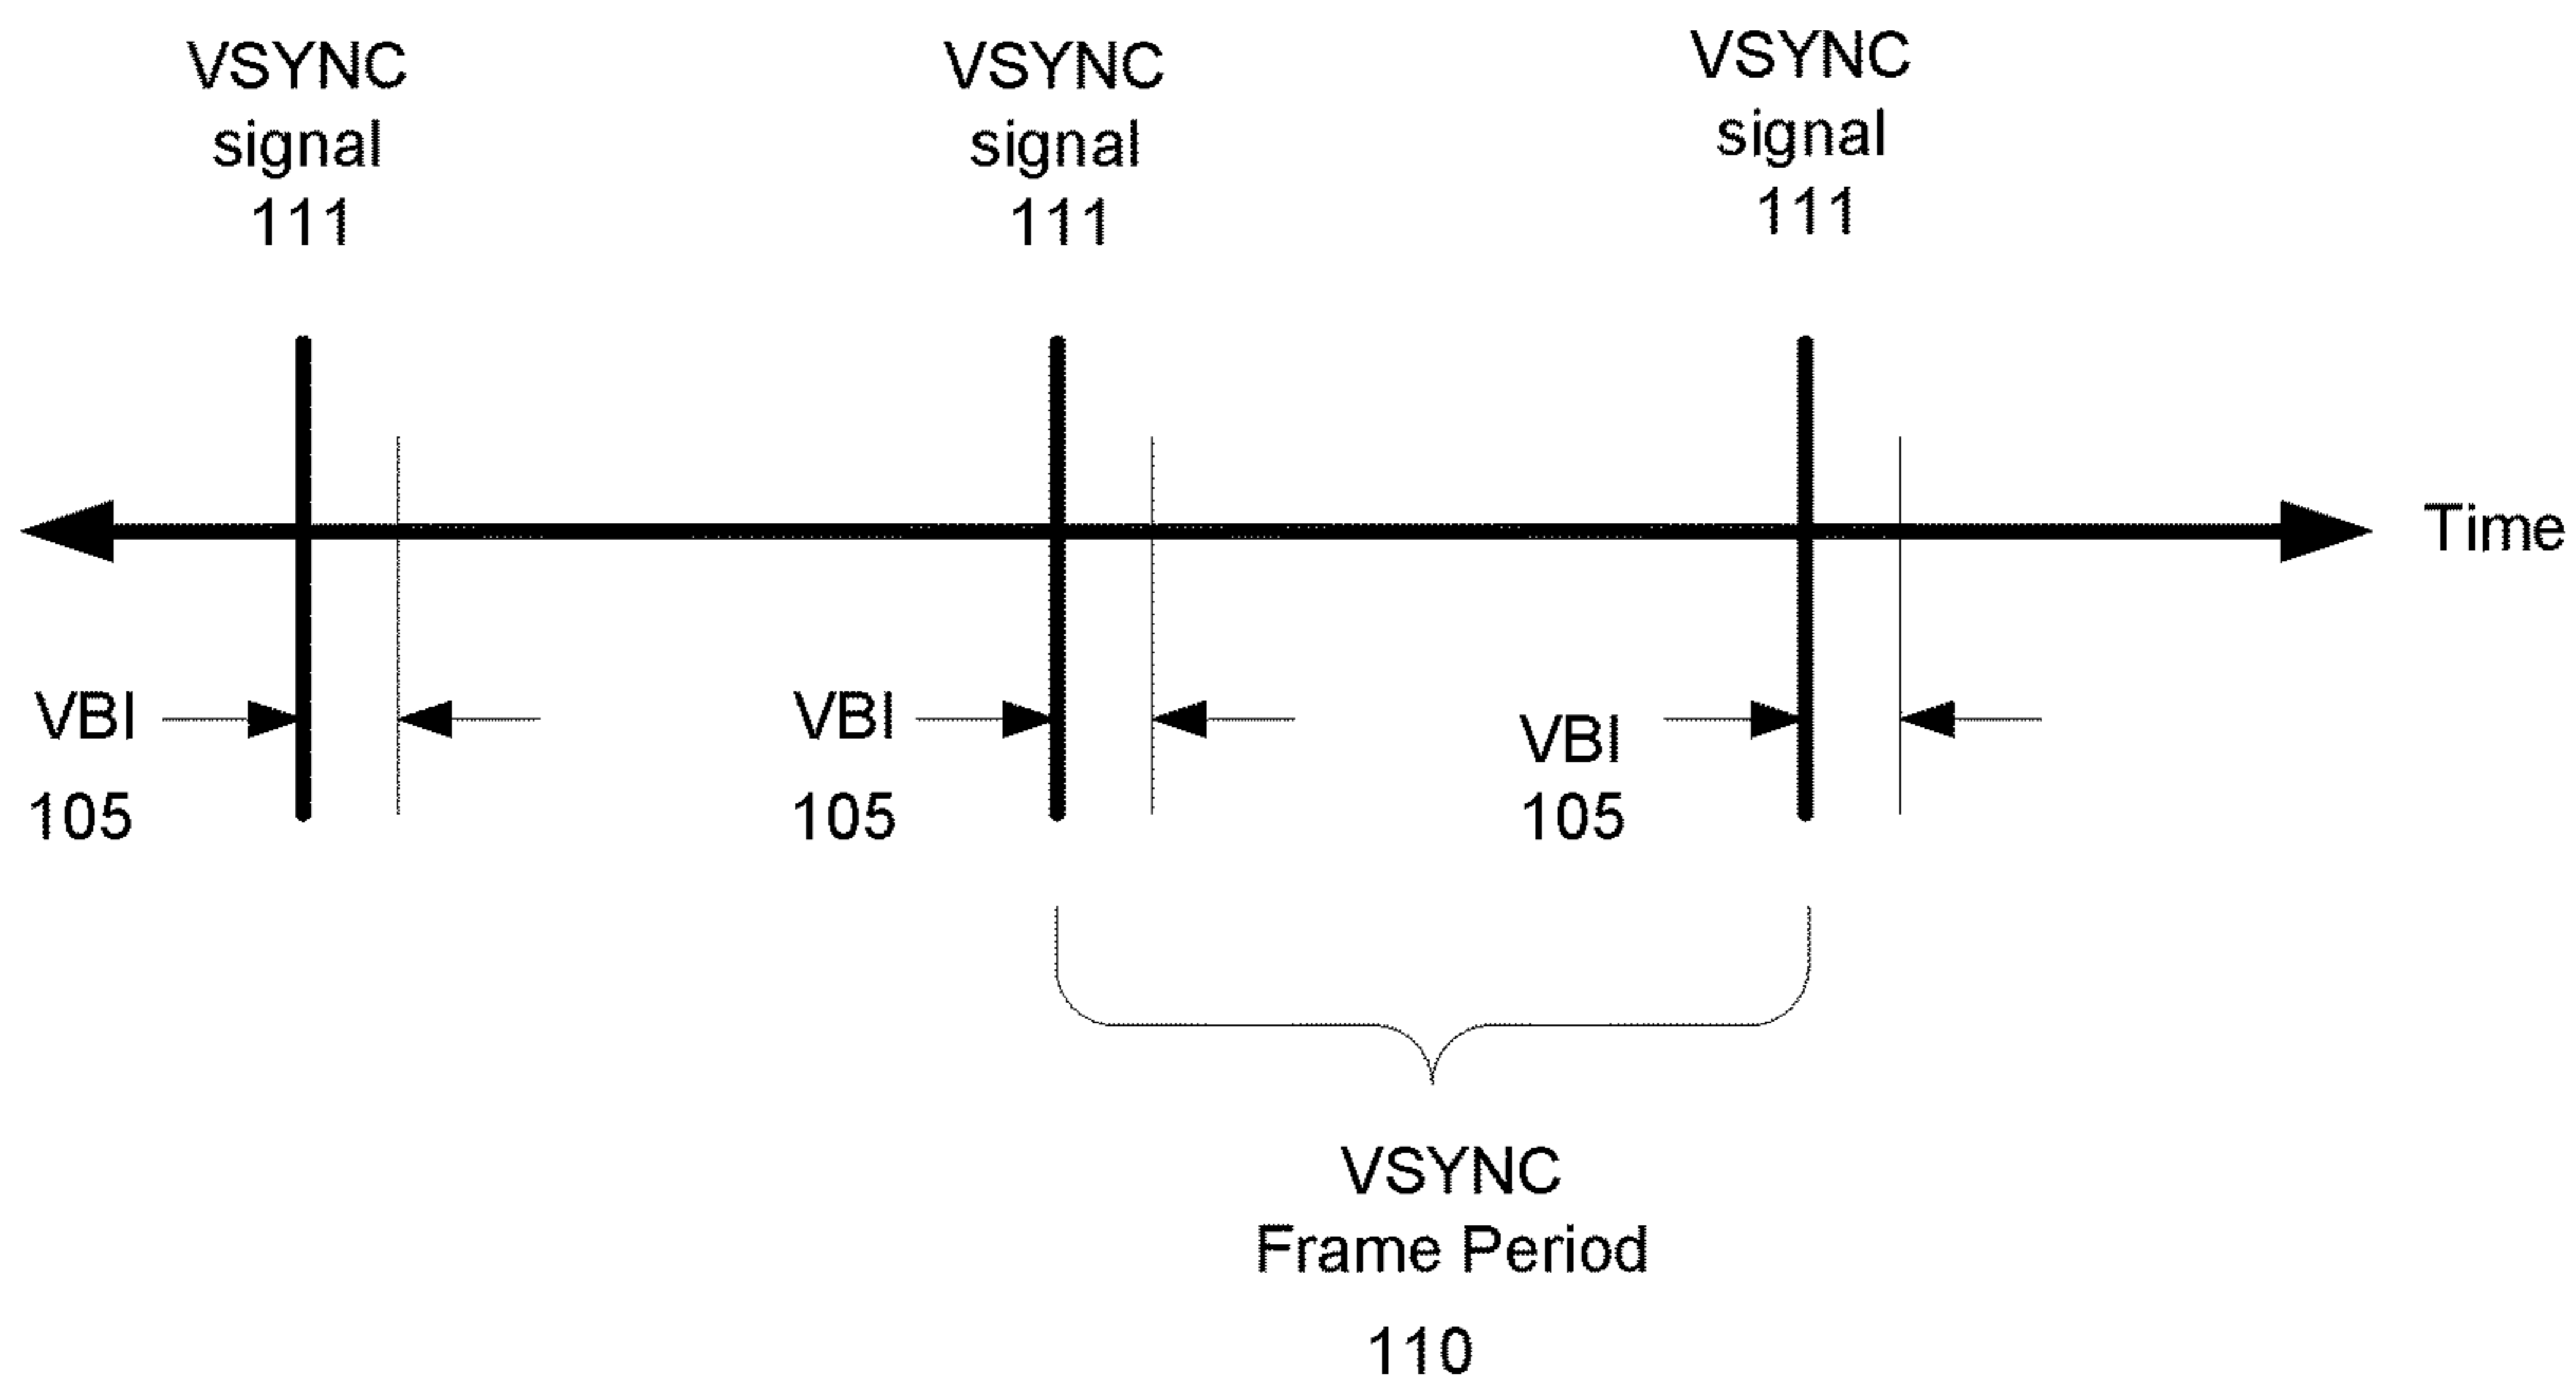 VSYNC
signal
111
VSYNC
signal
111
VSYNC
signal
111
Time
VBI
105
VBI
105
VBI
105
VSYNC
Frame Period
110